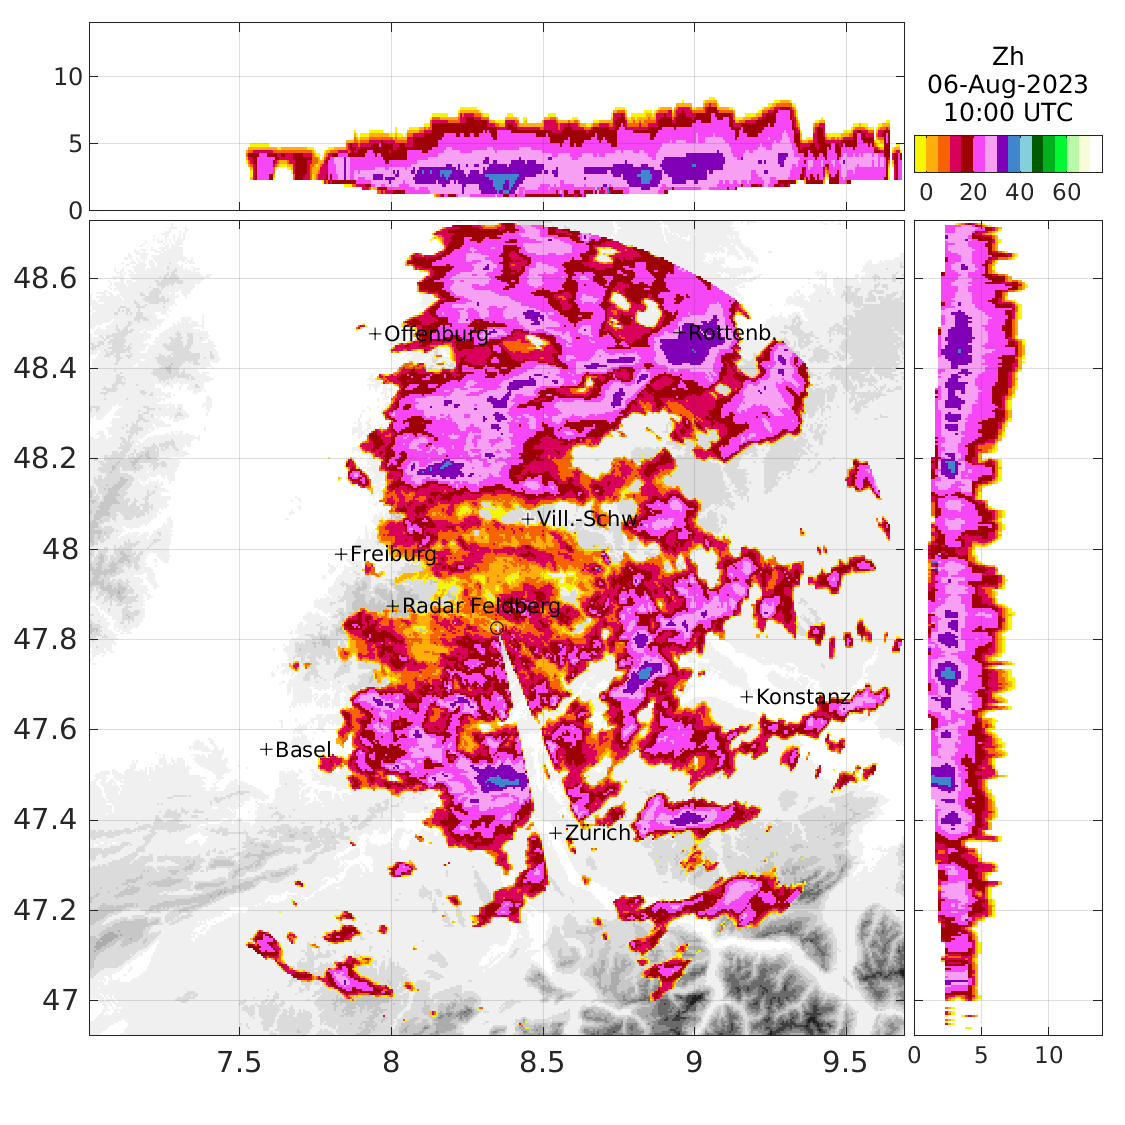 10
5
0
Zh
06-Aug-2023
10:00 UTC
0 20 40 60
48.6
48.4
48.2
48
47.8
47.6
47.4
47.2
47
+Offenburg
+Rottenb.
+Vill.-Schw.
+Freiburg
+Radar Feldberg
+Konstanz
+Basel
+Zürich
7.5 8 8.5 9 9.5
0 5 10